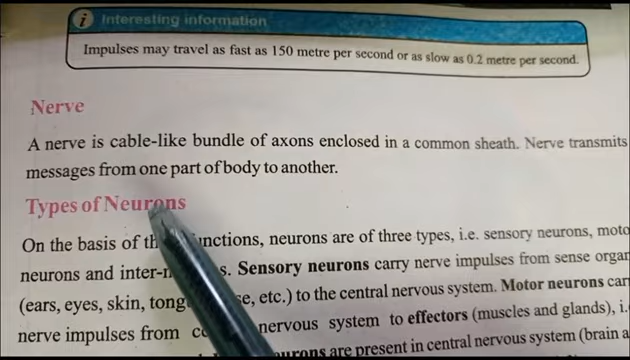 i Interesting information
Impulses may travel as fast as 150 metre per second or as slow as 0.2 metre per second.
Nerve
A nerve is cable-like bundle of axons enclosed in a common sheath. Nerve transmits
messages from one part of body to another.
Types of Neurons
On the basis of th unctions, neurons are of three types, i.e. sensory neurons, moto
neurons and inter-n s. Sensory neurons carry nerve impulses from sense organ
(ears, eyes, skin, tong se, etc.) to the central nervous system. Motor neurons car
nerve impulses from c nervous system to effectors (muscles and glands), i.
urons are present in central nervous system (brain a